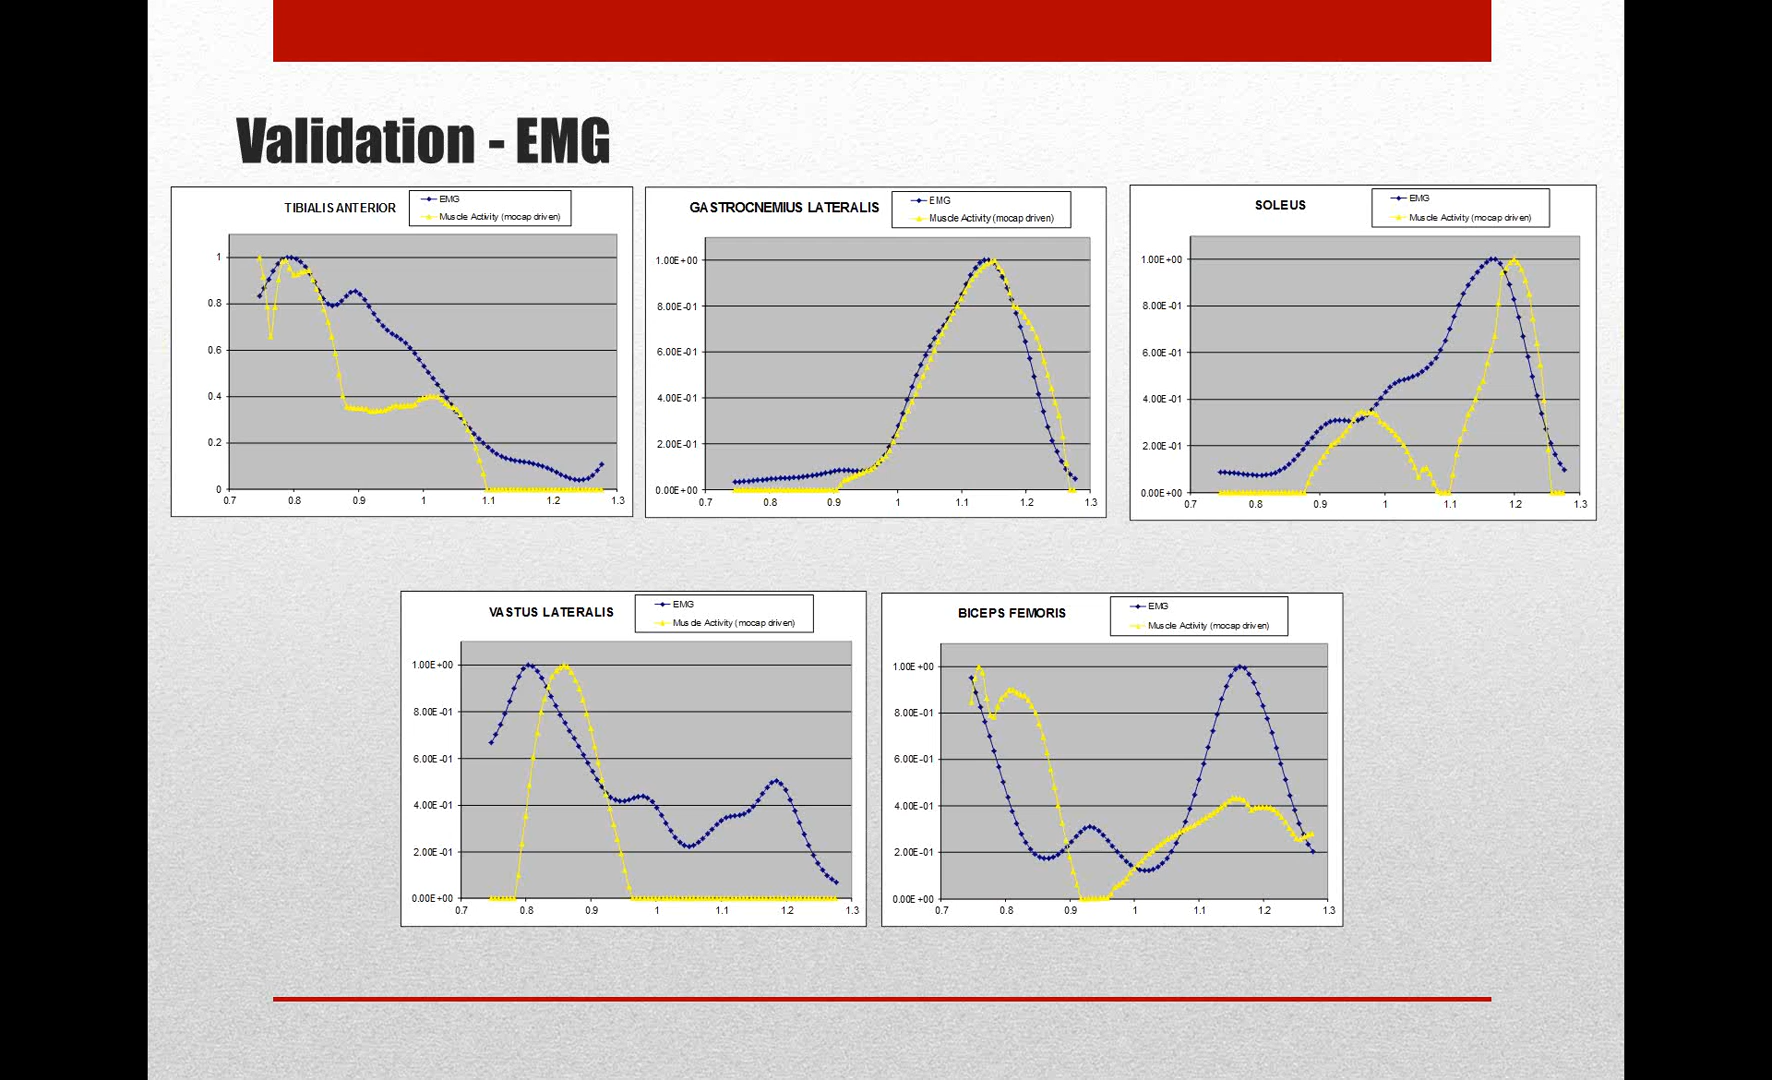 Validation - EMG
TIBIALIS ANTERIOR
EMG
Muscle Activity (mocap driven)
1
0.8
0.6
0.4
0.2
0
0.7 0.8 0.9 1 1.1 1.2 1.3
GASTROCNEMIUS LATERALIS
EMG
Muscle Activity (mocap driven)
1.00E+00
8.00E-01
6.00E-01
4.00E-01
2.00E-01
0.00E+00
0.7 0.8 0.9 1 1.1 1.2 1.3
SOLEUS
EMG
Muscle Activity (mocap driven)
1.00E+00
8.00E-01
6.00E-01
4.00E-01
2.00E-01
0.00E+00
0.7 0.8 0.9 1 1.1 1.2 1.3
VASTUS LATERALIS
EMG
Muscle Activity (mocap driven)
1.00E+00
8.00E-01
6.00E-01
4.00E-01
2.00E-01
0.00E+00
0.7 0.8 0.9 1 1.1 1.2 1.3
BICEPS FEMORIS
EMG
Muscle Activity (mocap driven)
1.00E+00
8.00E-01
6.00E-01
4.00E-01
2.00E-01
0.00E+00
0.7 0.8 0.9 1 1.1 1.2 1.3